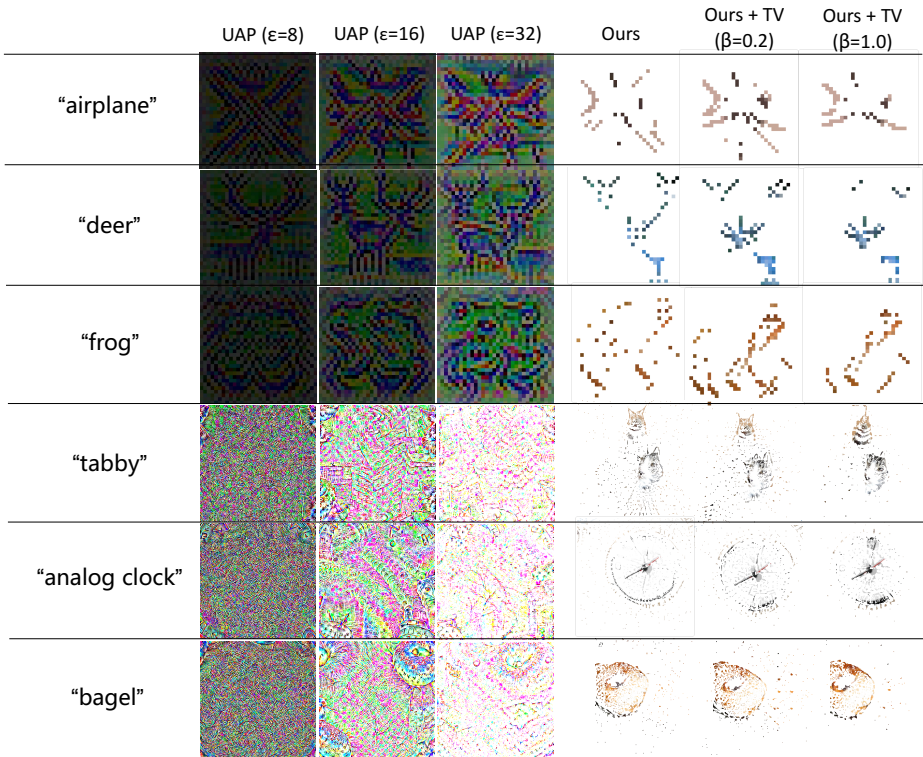 UAP (ε=8) UAP (ε=16) UAP (ε=32) Ours Ours + TV (β=0.2) Ours + TV (β=1.0)
“airplane”
“deer”
“frog”
“tabby”
“analog clock”
“bagel”